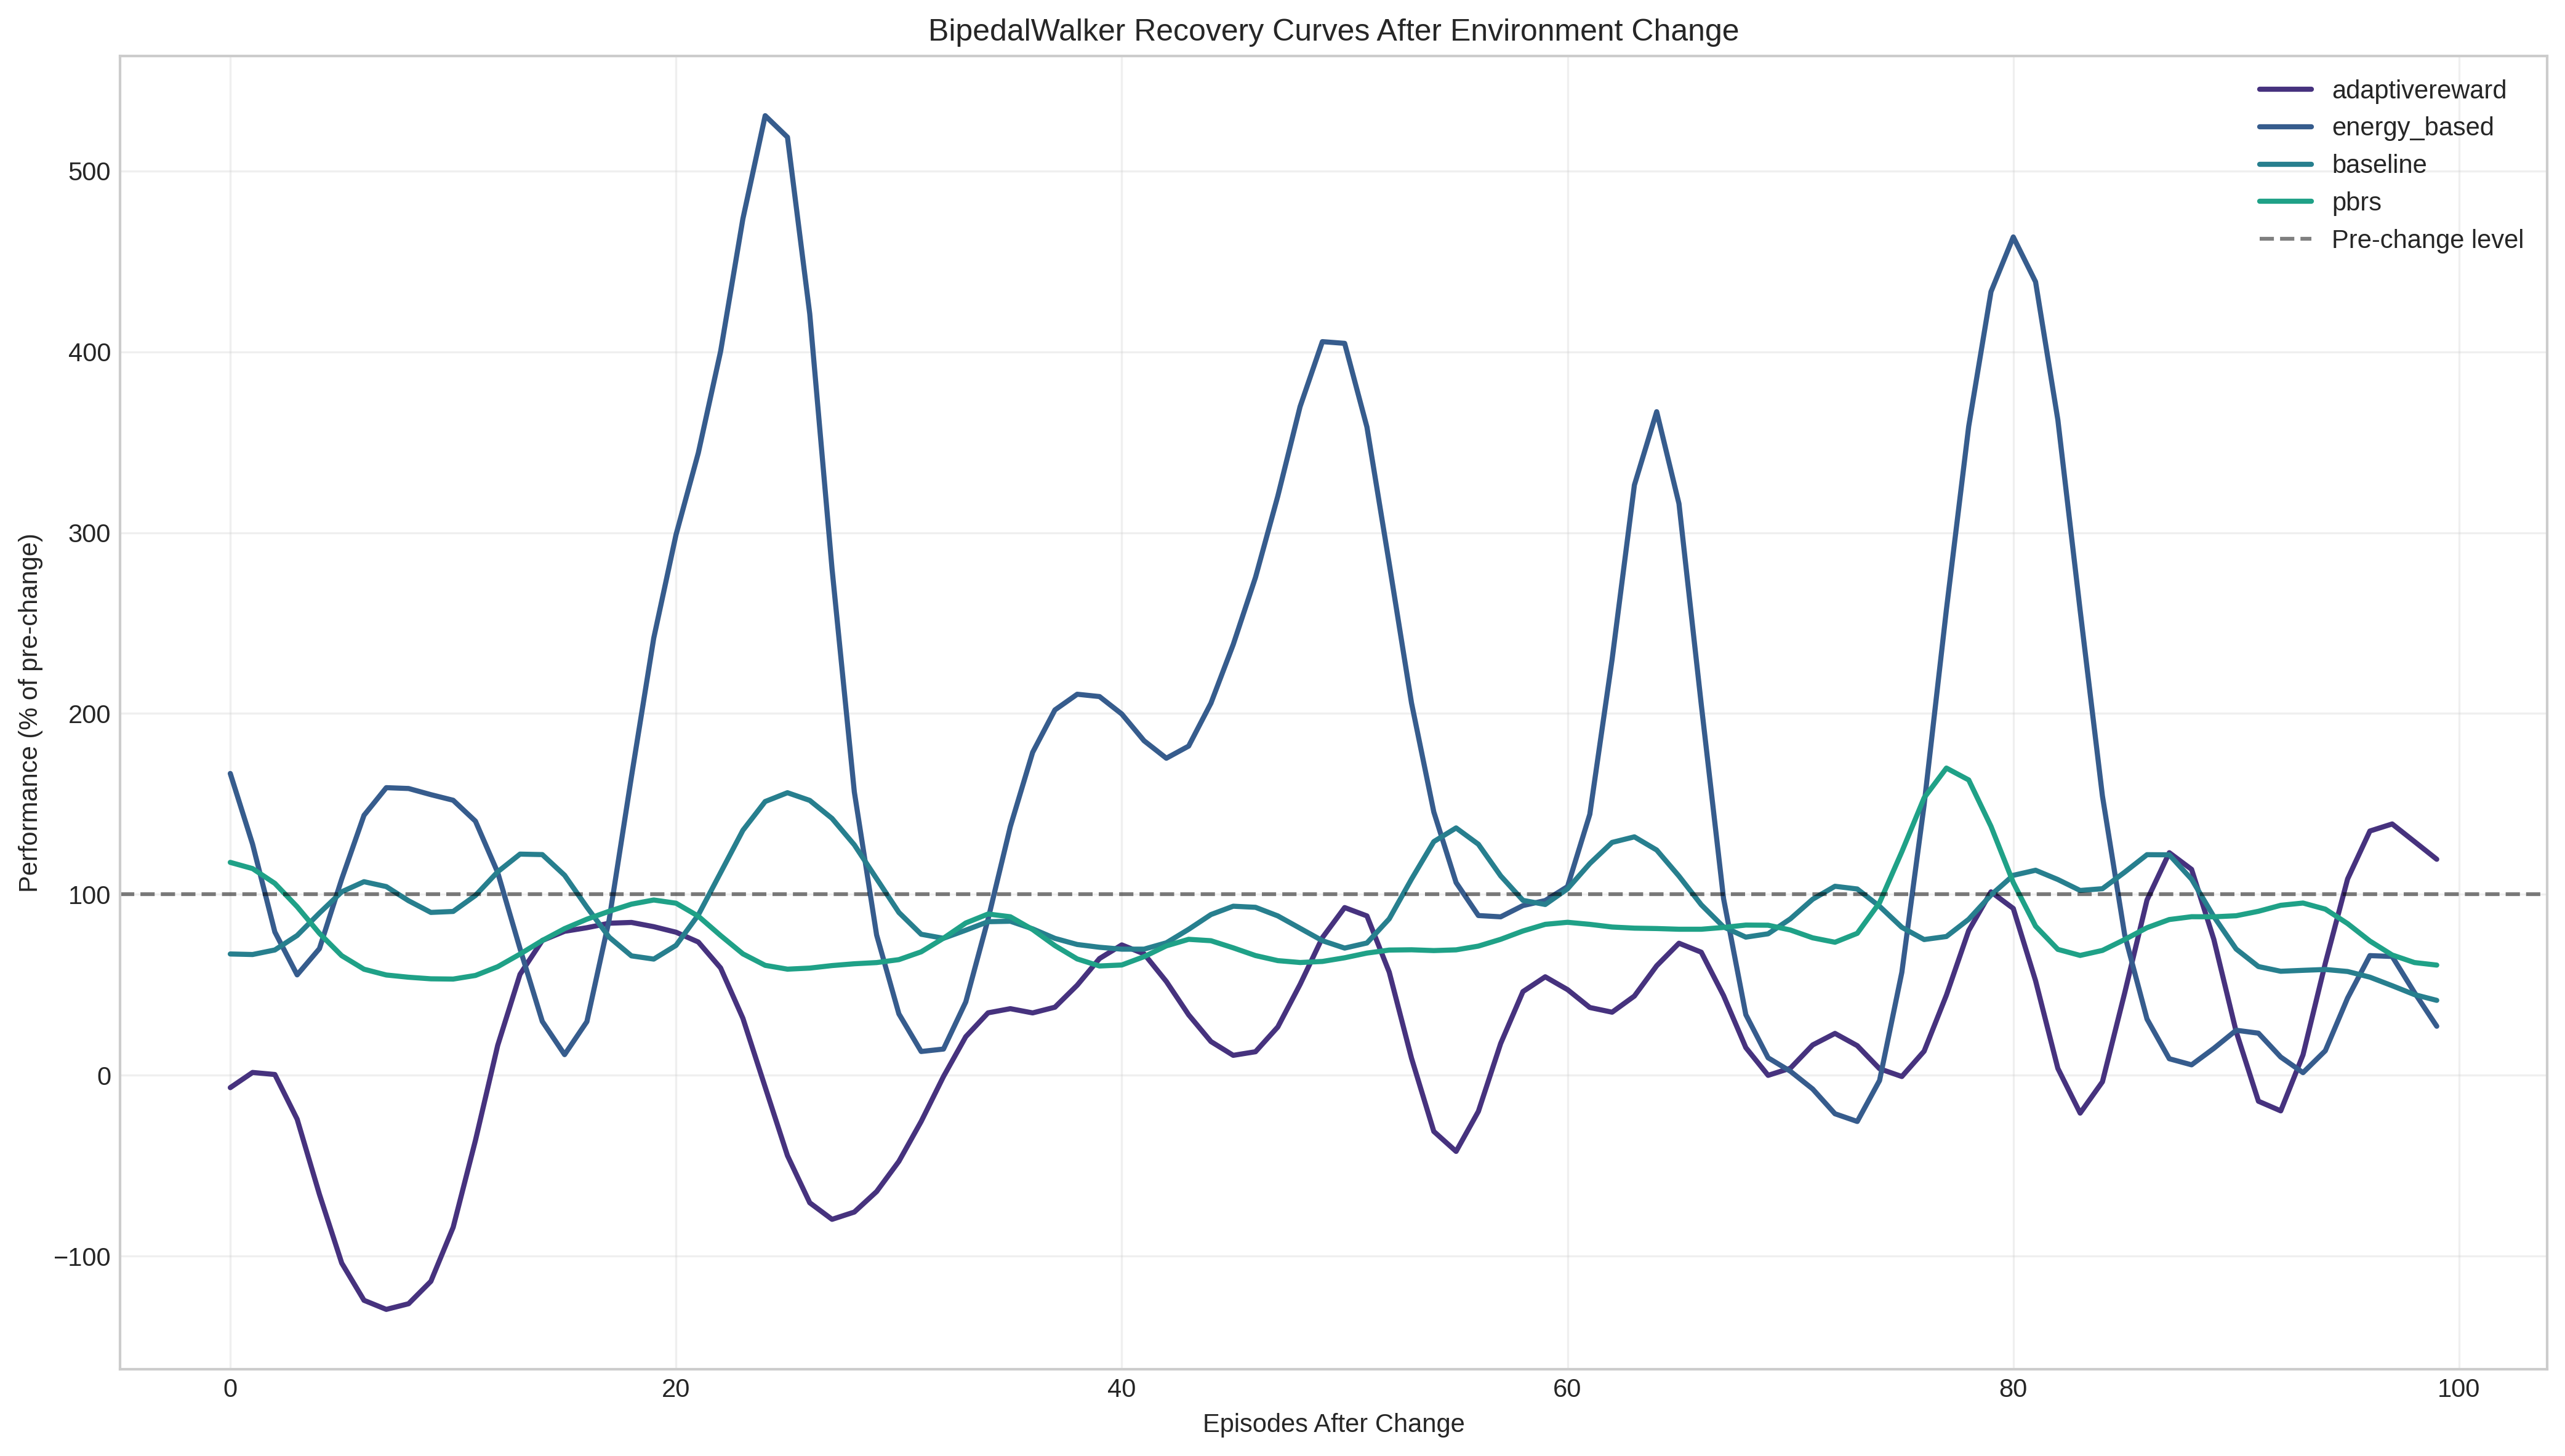 BipedalWalker Recovery Curves After Environment Change
adaptivereward
energy_based
baseline
pbrs
Pre-change level
Performance (% of pre-change)
500
400
300
200
100
0
−100
0
20
40
60
80
100
Episodes After Change